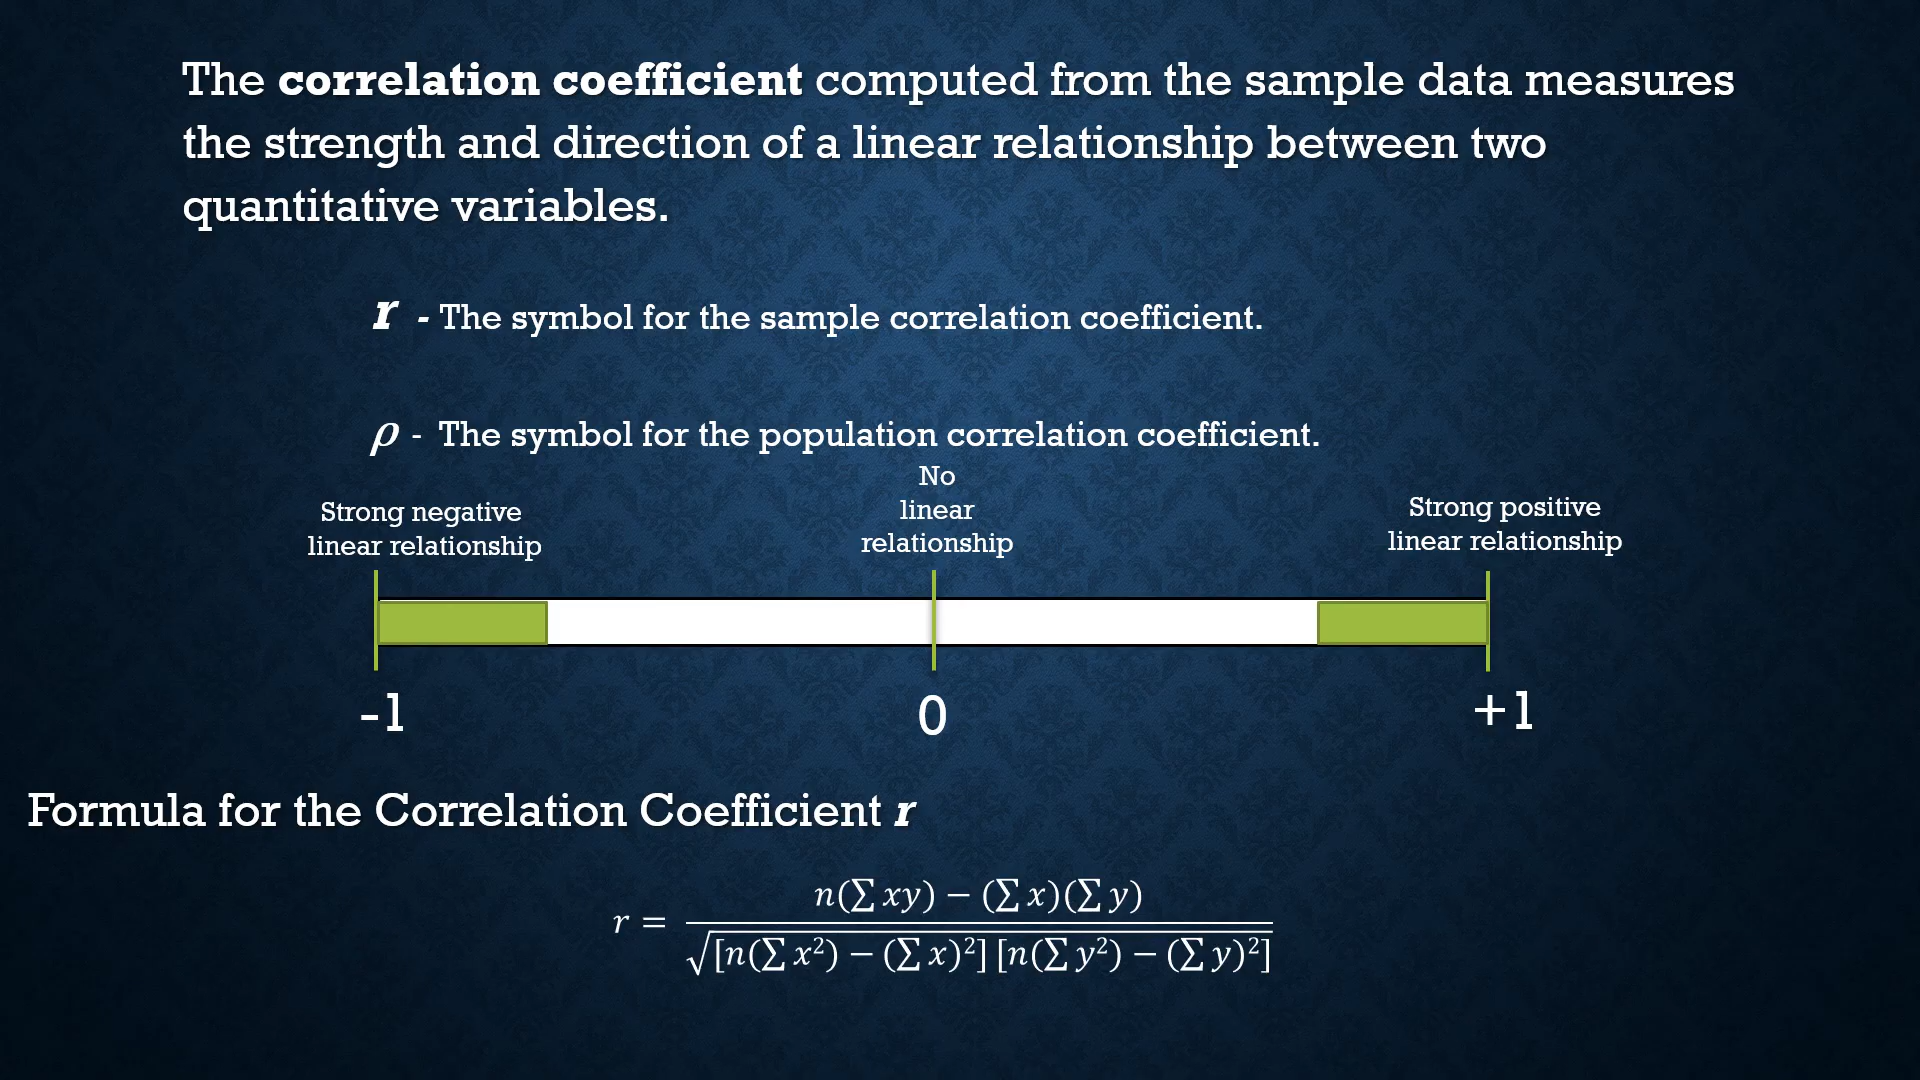 The correlation coefficient computed from the sample data measures
the strength and direction of a linear relationship between two
quantitative variables.
r - The symbol for the sample correlation coefficient.
ρ - The symbol for the population correlation coefficient.
Strong negative
linear relationship
No
linear
relationship
Strong positive
linear relationship
-1
0
+1
Formula for the Correlation Coefficient r
r = n(∑ xy) − (∑ x)(∑ y) / √[n(∑ x²) − (∑ x)²] [n(∑ y²) − (∑ y)²]